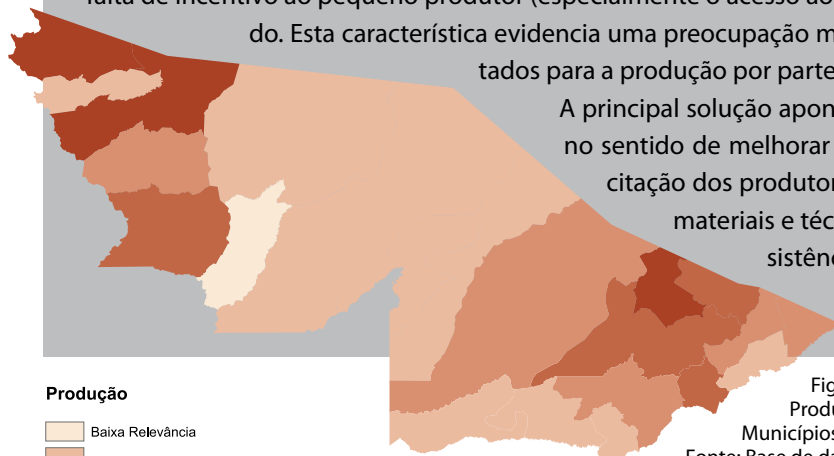 falta de incentivo ao pequeno produtor (especialmente o acesso ao
do. Esta característica evidencia uma preocupação m
tados para a produção por parte
A principal solução apon
no sentido de melhorar
citação dos produtor
materiais e téc
sistên
Produção
Baixa Relevância
Fig
Produ
Municípios
Fonte: Base de da